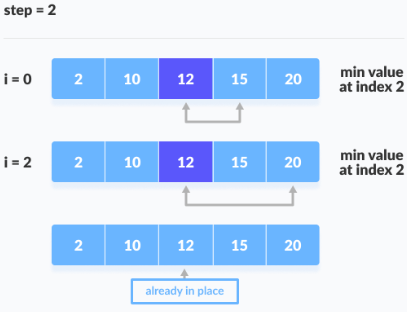 step = 2
i = 0
2 10 12 15 20
min value
at index 2
i = 2
2 10 12 15 20
min value
at index 2
2 10 12 15 20
already in place